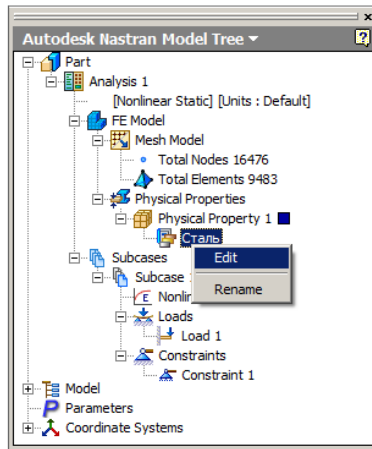 Autodesk Nastran Model Tree
Part
Analysis 1
[Nonlinear Static] [Units : Default]
FE Model
Mesh Model
Total Nodes 16476
Total Elements 9483
Physical Properties
Physical Property 1
Сталь
Edit
Rename
Subcases
Subcase
Nonlin
Loads
Load 1
Constraints
Constraint 1
Model
Parameters
Coordinate Systems